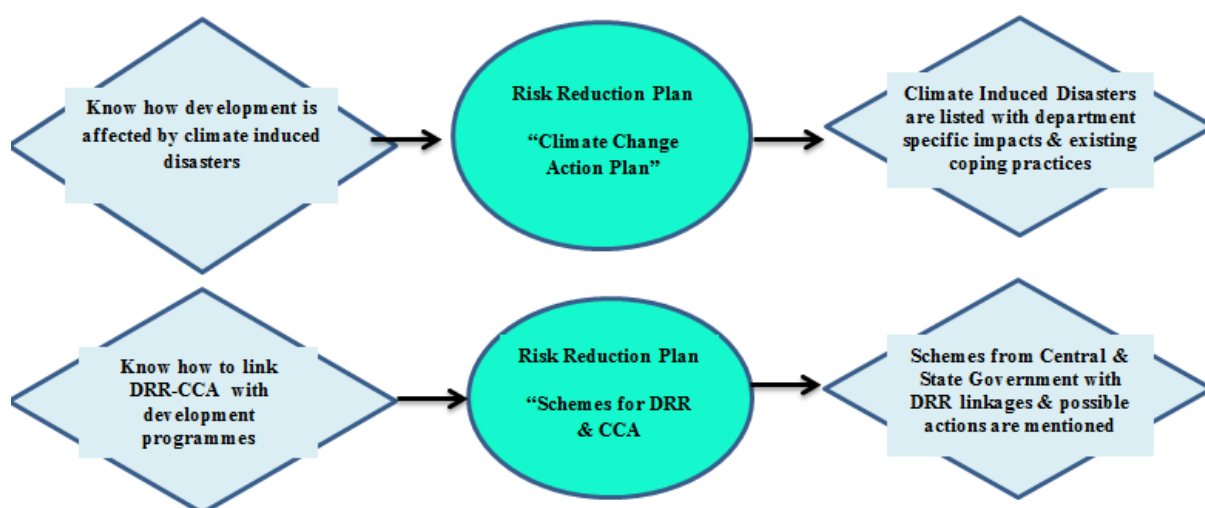 Know how development is
affected by climate induced
disasters
Risk Reduction Plan
“Climate Change
Action Plan”
Climate Induced Disasters
are listed with department
specific impacts & existing
coping practices
Know how to link
DRR-CCA with
development
programmes
Risk Reduction Plan
“Schemes for DRR
& CCA
Schemes from Central &
State Government with
DRR linkages & possible
actions are mentioned